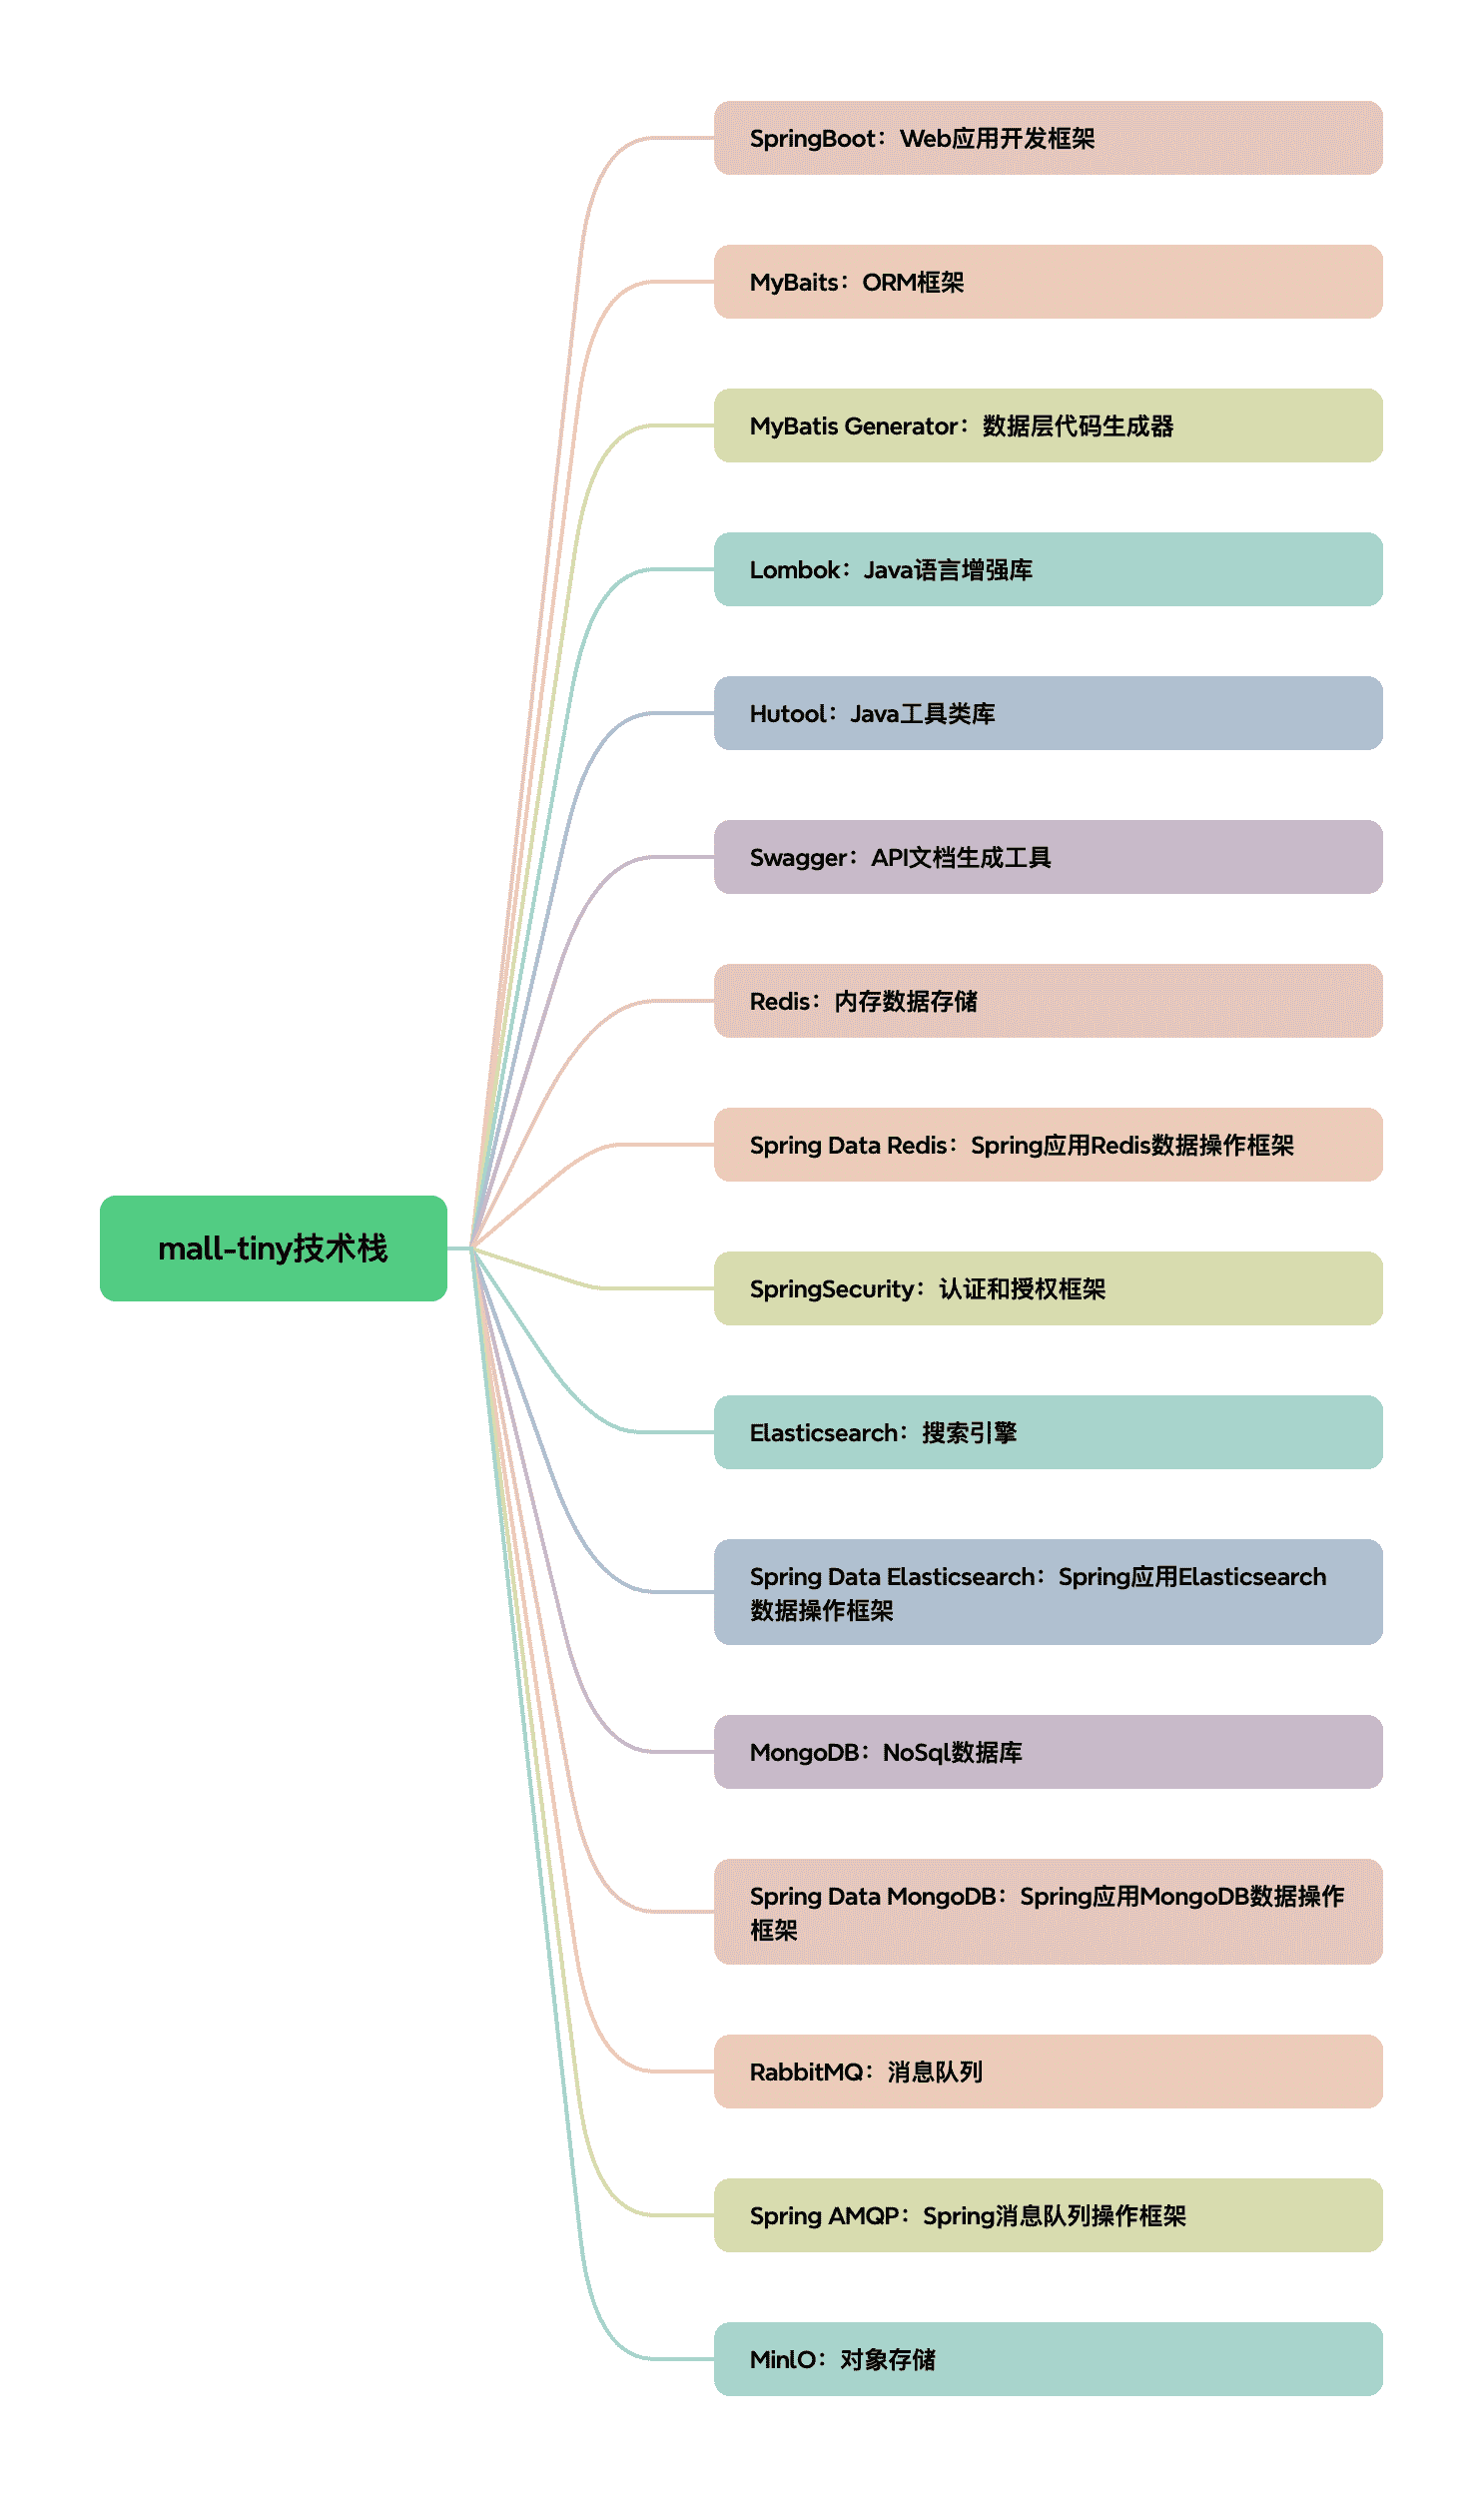 SpringBoot：Web应用开发框架
MyBaits：ORM框架
MyBatis Generator：数据层代码生成器
Lombok：Java语言增强库
Hutool：Java工具类库
Swagger：API文档生成工具
Redis：内存数据存储
Spring Data Redis：Spring应用Redis数据操作框架
mall-tiny技术栈
SpringSecurity：认证和授权框架
Elasticsearch：搜索引擎
Spring Data Elasticsearch：Spring应用Elasticsearch
数据操作框架
MongoDB：NoSql数据库
Spring Data MongoDB：Spring应用MongoDB数据操作
框架
RabbitMQ：消息队列
Spring AMQP：Spring消息队列操作框架
MinIO：对象存储